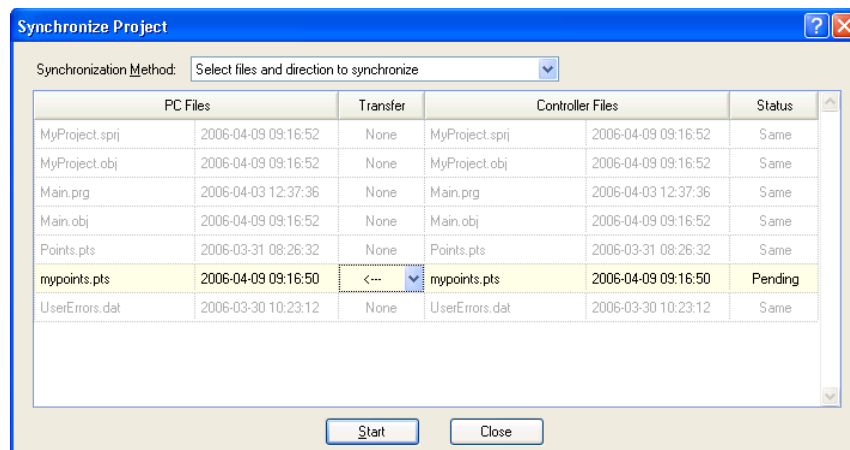 Synchronize Project
Synchronization Method: Select files and direction to synchronize
PC Files Transfer Controller Files Status
MyProject.sprj 2006-04-09 09:16:52 None MyProject.sprj 2006-04-09 09:16:52 Same
MyProject.obj 2006-04-09 09:16:52 None MyProject.obj 2006-04-09 09:16:52 Same
Main.prg 2006-04-03 12:37:36 None Main.prg 2006-04-03 12:37:36 Same
Main.obj 2006-04-09 09:16:52 None Main.obj 2006-04-09 09:16:52 Same
Points.pts 2006-03-31 08:26:32 None Points.pts 2006-03-31 08:26:32 Same
mypoints.pts 2006-04-09 09:16:50 <--- mypoints.pts 2006-04-09 09:16:50 Pending
UserErrors.dat 2006-03-30 10:23:12 None UserErrors.dat 2006-03-30 10:23:12 Same
Start Close